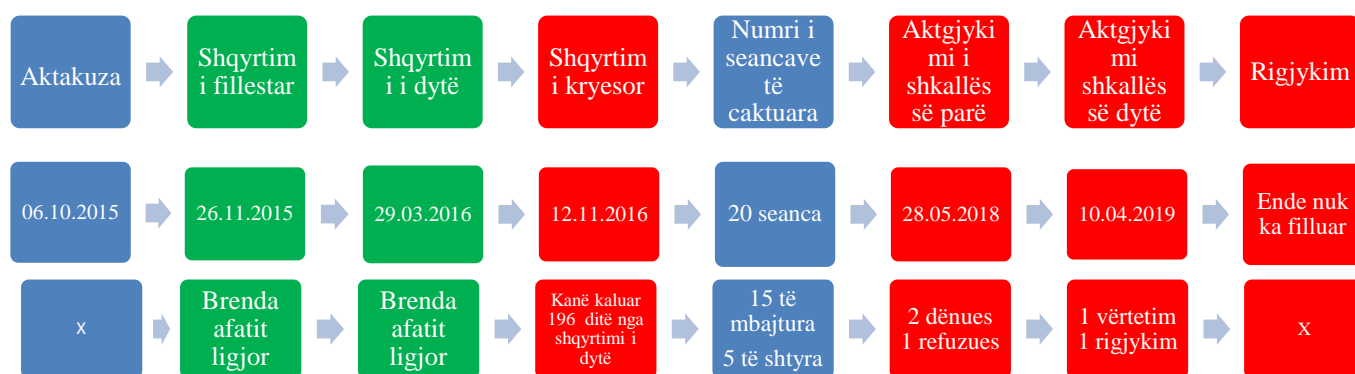 Aktakuza
Shqyrtim
i fillestar
Shqyrtim
i i dytë
Shqyrtim
i kryesor
Numri i
seancave
të
caktuara
Aktgjyki
mi i
shkallës
së parë
Aktgjyki
mi
shkallës
së dytë
Rigjykim
06.10.2015
26.11.2015
29.03.2016
12.11.2016
20 seanca
28.05.2018
10.04.2019
Ende nuk
ka filluar
x
Brenda
afatit
ligjor
Brenda
afatit
ligjor
Kanë kaluar
196 ditë nga
shqyrtimi i
dytë
15 të
mbajtura
5 të shtyra
2 dënues
1 refuzues
1 vërtetim
1 rigjykim
x